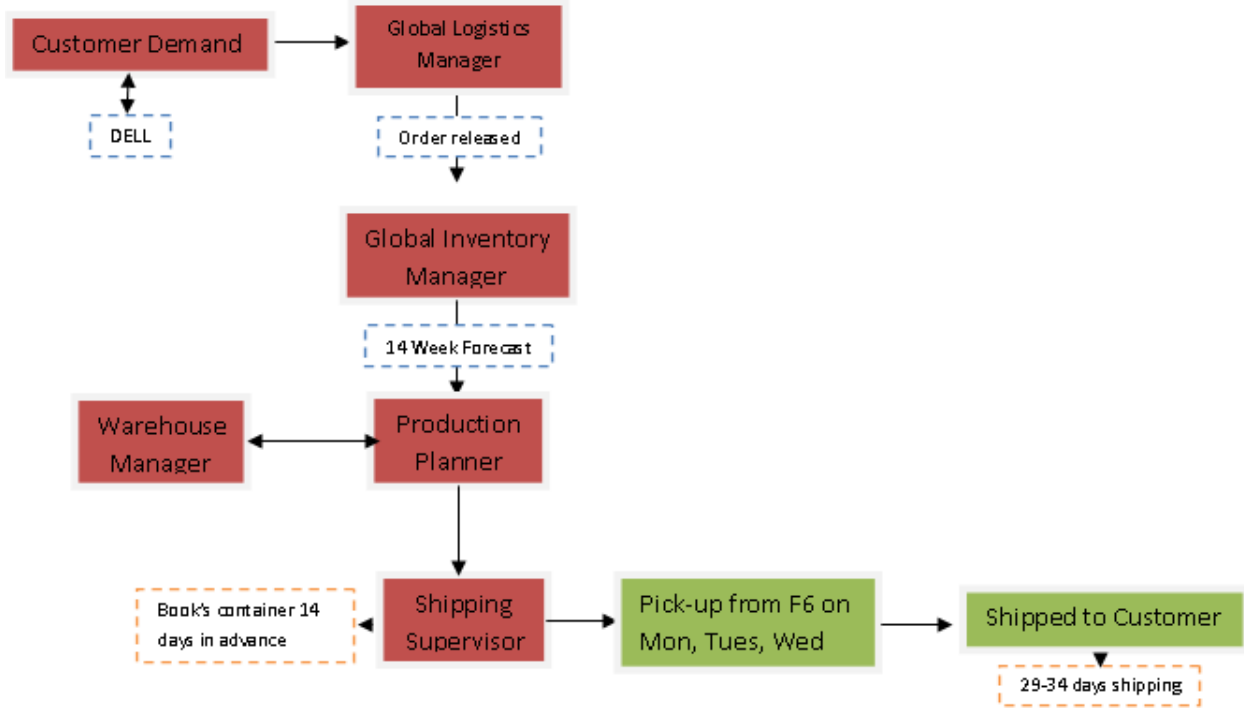 Customer Demand
Global Logistics
Manager
DELL
Order released
Global Inventory
Manager
14 Week Forecast
Warehouse
Manager
Production
Planner
Book's container 14
days in advance
Shipping
Supervisor
Pick-up from F6 on
Mon, Tues, Wed
Shipped to Customer
29-34 days shipping